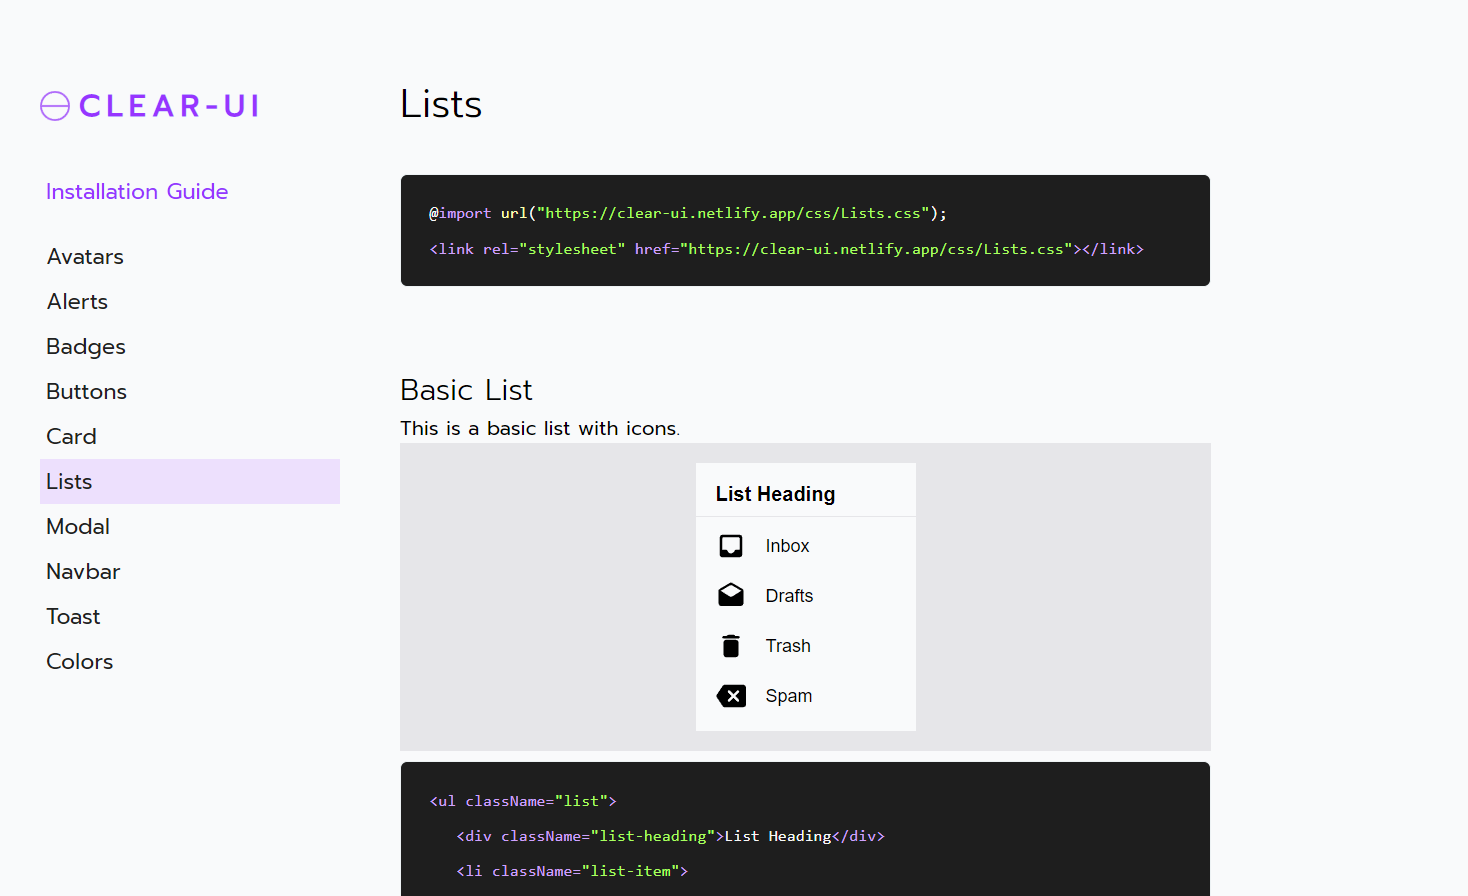 CLEAR-UI
Installation Guide
Avatars
Alerts
Badges
Buttons
Card
Lists
Modal
Navbar
Toast
Colors
Lists
@import url("https://clear-ui.netlify.app/css/Lists.css");
<link rel="stylesheet" href="https://clear-ui.netlify.app/css/Lists.css"></link>
Basic List
This is a basic list with icons.
List Heading
Inbox
Drafts
Trash
Spam
<ul className="list">
<div className="list-heading">List Heading</div>
<li className="list-item">